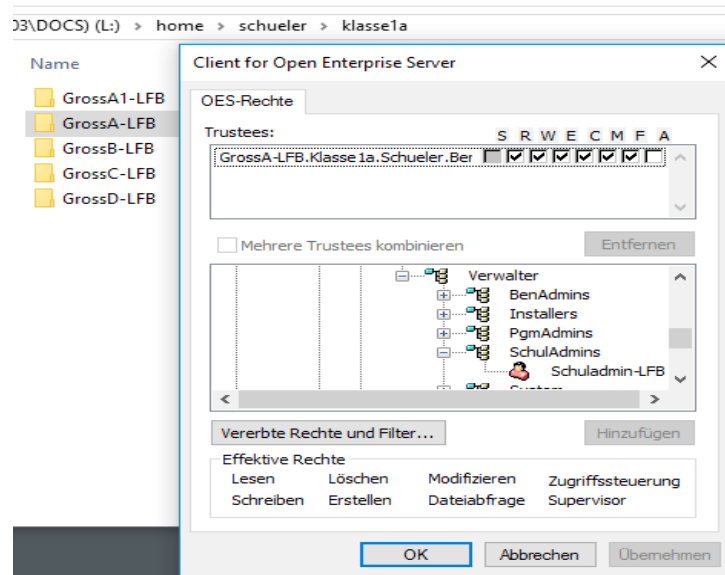 03\DOCS) (L:) > home > schueler > klasse1a
Name
GrossA1-LFB
GrossA-LFB
GrossB-LFB
GrossC-LFB
GrossD-LFB
Client for Open Enterprise Server
OES-Rechte
Trustees: S R W E C M F A
GrossA-LFB.Klasse1a.Schueler.Ber
Mehrere Trustees kombinieren Entfernen
Verwalter
BenAdmins
Installers
PgmAdmins
SchulAdmins
Schuladmin-LFB
Vererbte Rechte und Filter... Hinzufügen
Effektive Rechte
Lesen Löschen Modifizieren Zugriffssteuerung
Schreiben Erstellen Dateiabfrage Supervisor
OK Abbrechen Übernehmen